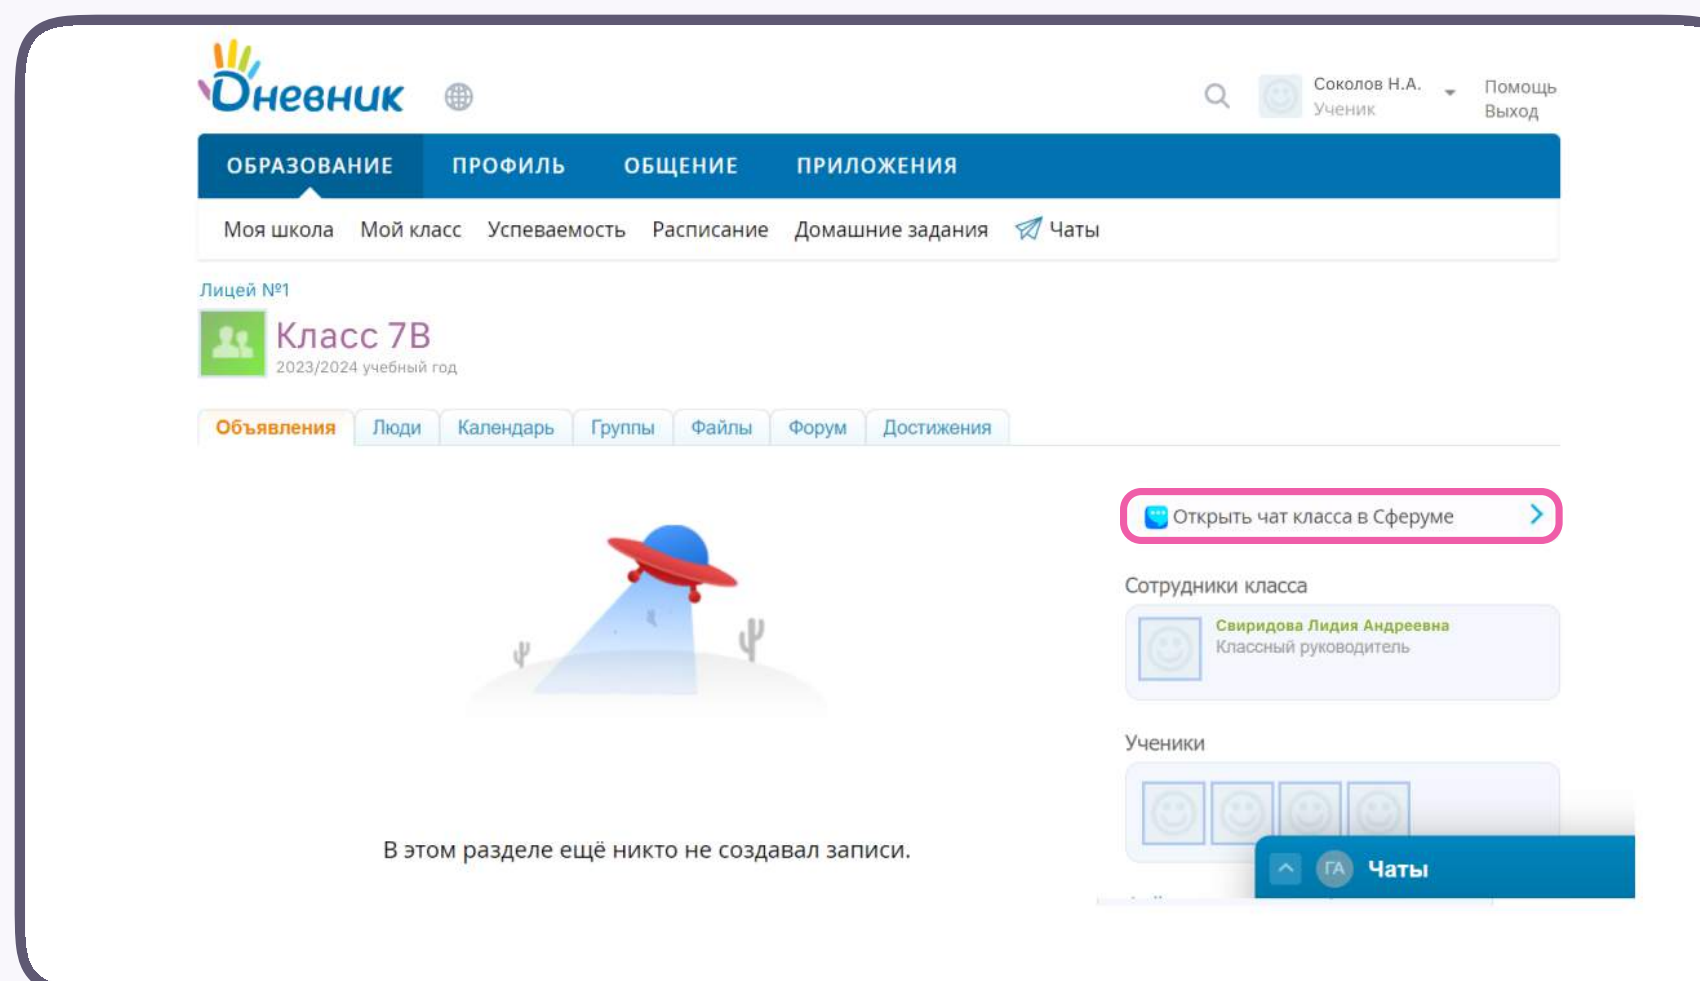 Дневник
Соколов Н.А.
Ученик
Помощь
Выход
ОБРАЗОВАНИЕ ПРОФИЛЬ ОБЩЕНИЕ ПРИЛОЖЕНИЯ
Моя школа Мой класс Успеваемость Расписание Домашние задания Чаты
Лицей №1
Класс 7В
2023/2024 учебный год
Объявления Люди Календарь Группы Файлы Форум Достижения
Открыть чат класса в Сферуме
Сотрудники класса
Свиридова Лидия Андреевна
Классный руководитель
Ученики
В этом разделе ещё никто не создавал записи.
ГА Чаты